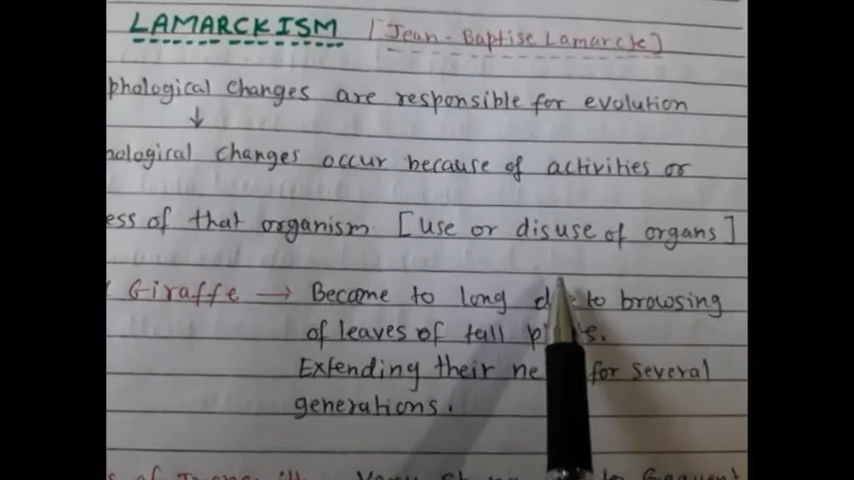 LAMARCKISM [Jean-Baptise Lamarck]
phological changes are responsible for evolution
↓
hological changes occur because of activities or
ess of that organism. [use or disuse of organs]
Giraffe → Became to long to browsing
of leaves of tall
Extending their for several
generations.
of